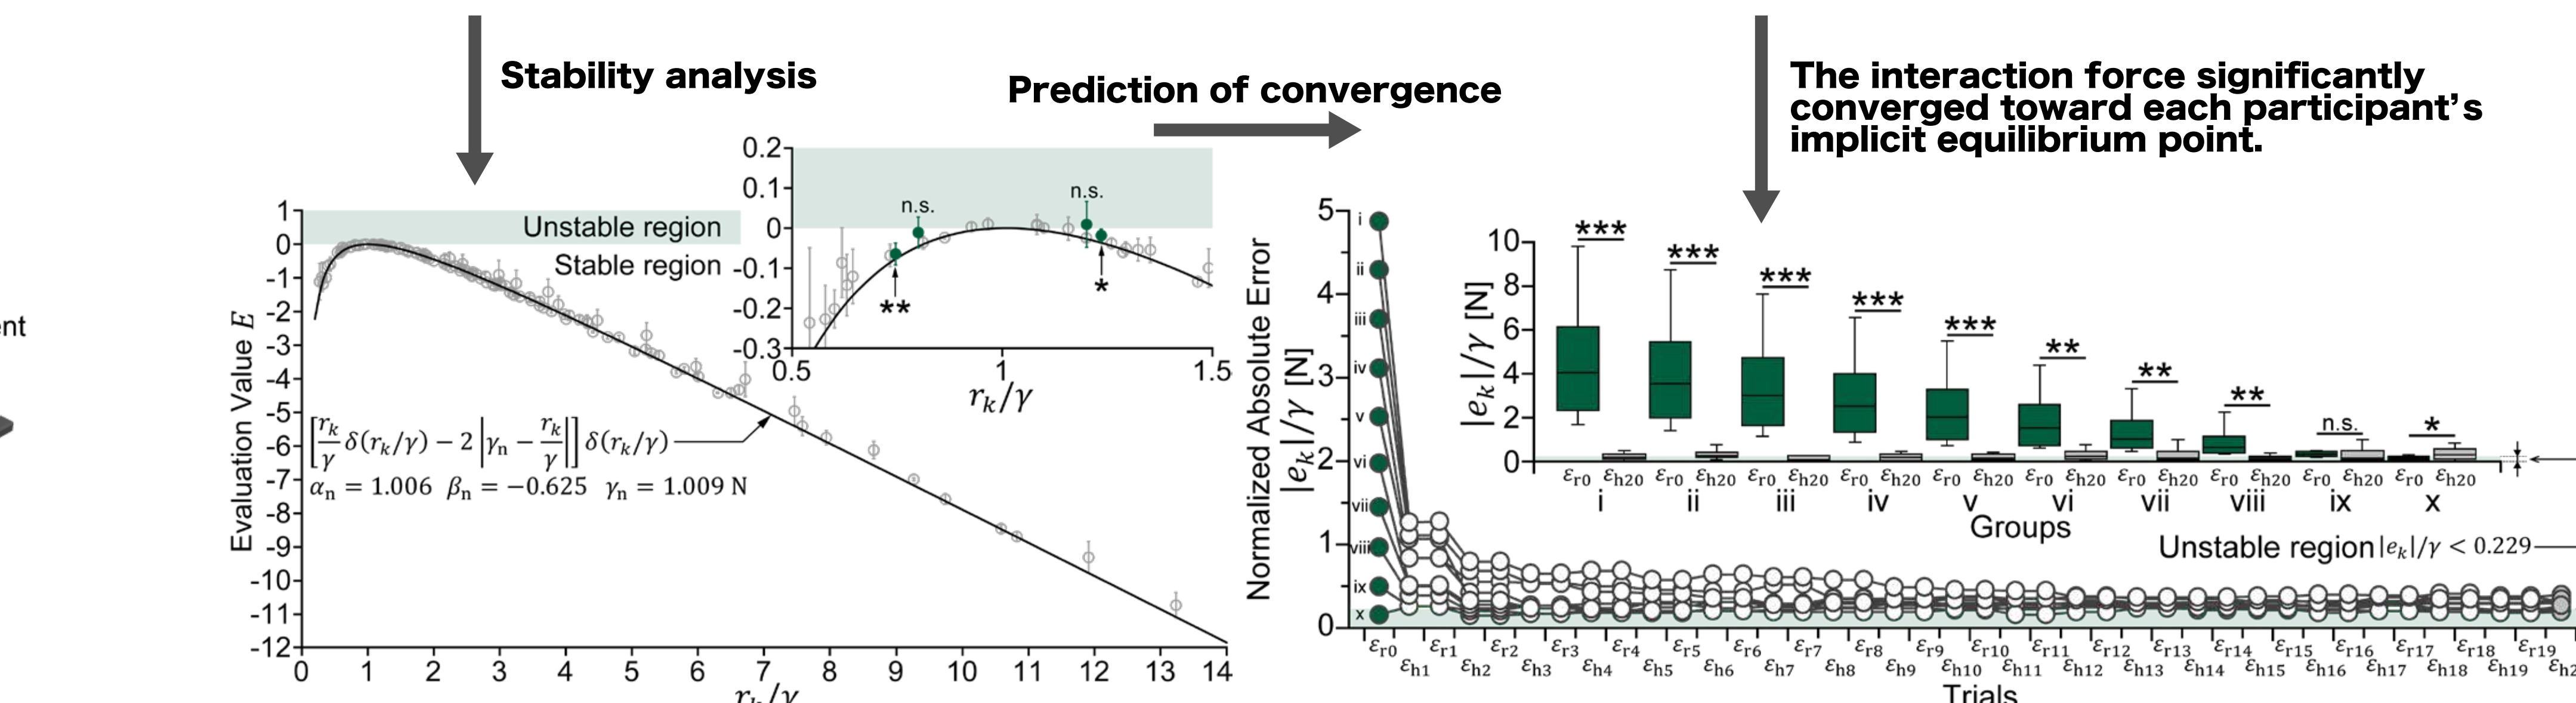 Stability analysis
Prediction of convergence
The interaction force significantly
converged toward each participant's
implicit equilibrium point.
ent
Evaluation Value E
1
0
-1
-2
-3
-4
-5
-6
-7
-8
-9
-10
-11
-12
Unstable region
Stable region
[r_k/γ δ(r_k/γ) − 2|γ_n − r_k/γ|] δ(r_k/γ)
α_n = 1.006 β_n = −0.625 γ_n = 1.009 N
0 1 2 3 4 5 6 7 8 9 10 11 12 13 14
r_k/γ
0.2
0.1
0
-0.1
-0.2
-0.3
n.s.
n.s.
**
*
0.5 1 1.5
r_k/γ
Normalized Absolute Error
|e_k|/γ [N]
5
4
3
2
1
0
i
ii
iii
iv
v
vi
vii
viii
ix
x
|e_k|/γ [N]
10
8
6
4
2
0
*** *** *** *** *** ** ** ** n.s. *
ε_r0 ε_h20 ε_r0 ε_h20 ε_r0 ε_h20 ε_r0 ε_h20 ε_r0 ε_h20 ε_r0 ε_h20 ε_r0 ε_h20 ε_r0 ε_h20 ε_r0 ε_h20 ε_r0 ε_h20
i ii iii iv v vi vii viii ix x
Groups
Unstable region |e_k|/γ < 0.229
ε_r0 ε_r1 ε_r2 ε_r3 ε_r4 ε_r5 ε_r6 ε_r7 ε_r8 ε_r9 ε_r10 ε_r11 ε_r12 ε_r13 ε_r14 ε_r15 ε_r16 ε_r17 ε_r18 ε_r19
ε_h1 ε_h2 ε_h3 ε_h4 ε_h5 ε_h6 ε_h7 ε_h8 ε_h9 ε_h10 ε_h11 ε_h12 ε_h13 ε_h14 ε_h15 ε_h16 ε_h17 ε_h18 ε_h19 ε_h2
Trials